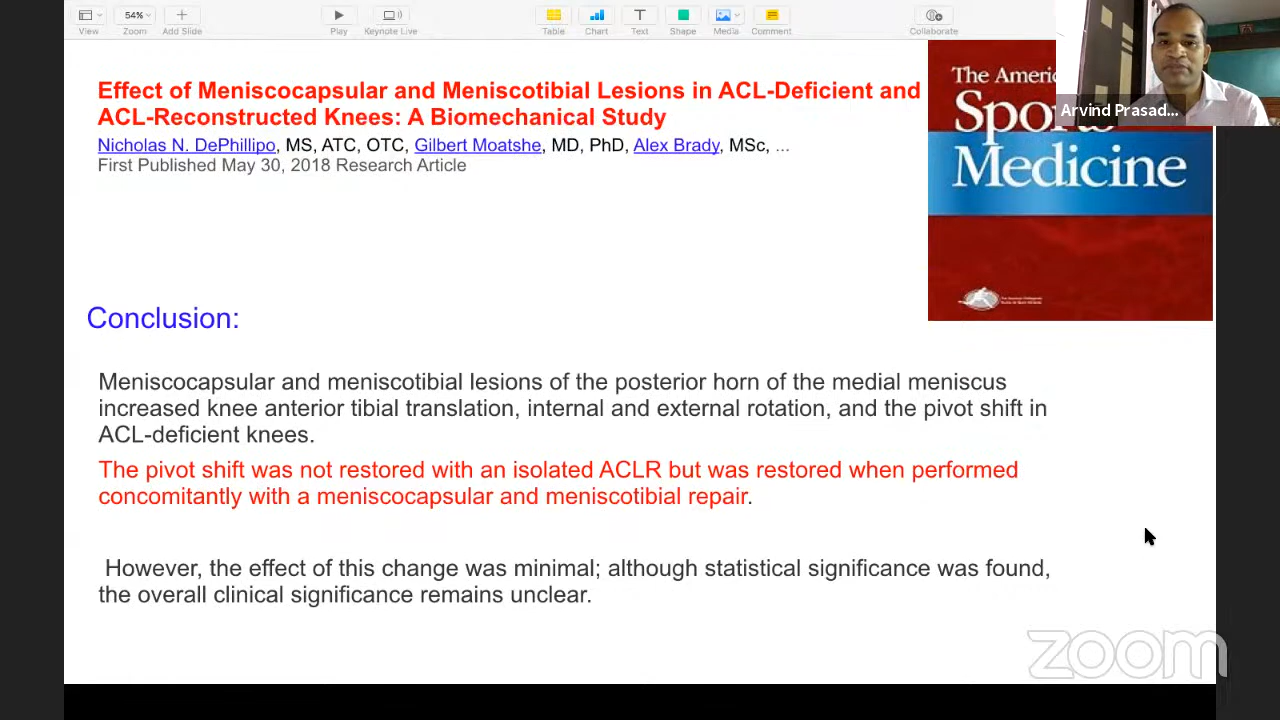 54%
View
Zoom
Add Slide
Play
Keynote Live
Table
Chart
Text
Shape
Media
Comment
Collaborate
Effect of Meniscocapsular and Meniscotibial Lesions in ACL-Deficient and
ACL-Reconstructed Knees: A Biomechanical Study
Nicholas N. DePhillipo, MS, ATC, OTC, Gilbert Moatshe, MD, PhD, Alex Brady, MSc, ...
First Published May 30, 2018 Research Article
The Americ
Sports
Medicine
Arvind Prasad...
Conclusion:
Meniscocapsular and meniscotibial lesions of the posterior horn of the medial meniscus
increased knee anterior tibial translation, internal and external rotation, and the pivot shift in
ACL-deficient knees.
The pivot shift was not restored with an isolated ACLR but was restored when performed
concomitantly with a meniscocapsular and meniscotibial repair.
However, the effect of this change was minimal; although statistical significance was found,
the overall clinical significance remains unclear.
zoom